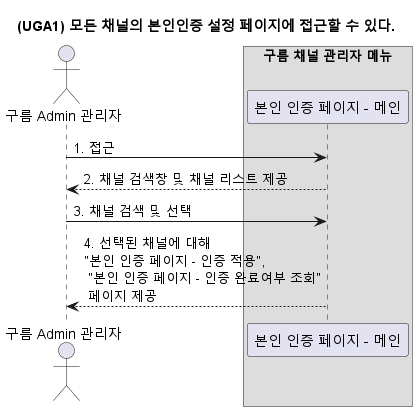 (UGA1) 모든 채널의 본인인증 설정 페이지에 접근할 수 있다.
구름 채널 관리자 메뉴
구름 Admin 관리자
본인 인증 페이지 - 메인
1. 접근
2. 채널 검색창 및 채널 리스트 제공
3. 채널 검색 및 선택
4. 선택된 채널에 대해
"본인 인증 페이지 - 인증 적용",
"본인 인증 페이지 - 인증 완료여부 조회"
페이지 제공
구름 Admin 관리자
본인 인증 페이지 - 메인